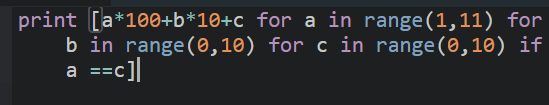 print [a*100+b*10+c for a in range(1,11) for
b in range(0,10) for c in range(0,10) if
a ==c]